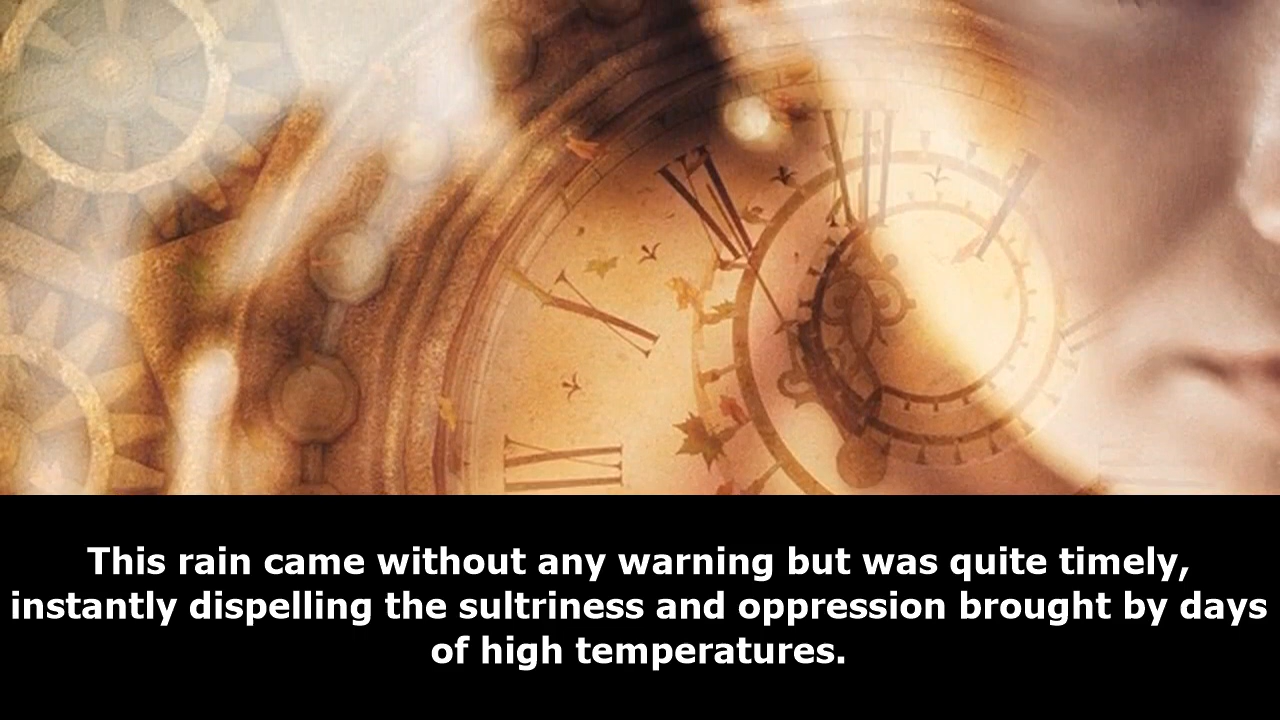 This rain came without any warning but was quite timely,
instantly dispelling the sultriness and oppression brought by days
of high temperatures.